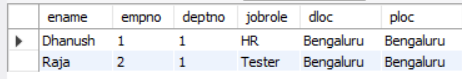 ename empno deptno jobrole dloc ploc
Dhanush 1 1 HR Bengaluru Bengaluru
Raja 2 1 Tester Bengaluru Bengaluru